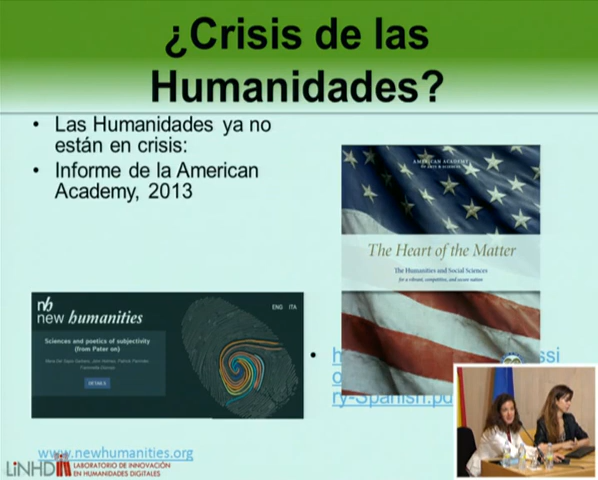 ¿Crisis de las
Humanidades?
• Las Humanidades ya no
están en crisis:
• Informe de la American
Academy, 2013
AMERICAN ACADEMY
OF ARTS & SCIENCES
The Heart of the Matter
The Humanities and Social Sciences
for a vibrant, competitive, and secure nation
nh
new humanities
ENG ITA
Sciences and poetics of subjectivity
(from Pater on)
DETAILS
ry-Spanish.pd
www.newhumanities.org
LINHD
LABORATORIO DE INNOVACIÓN
EN HUMANIDADES DIGITALES